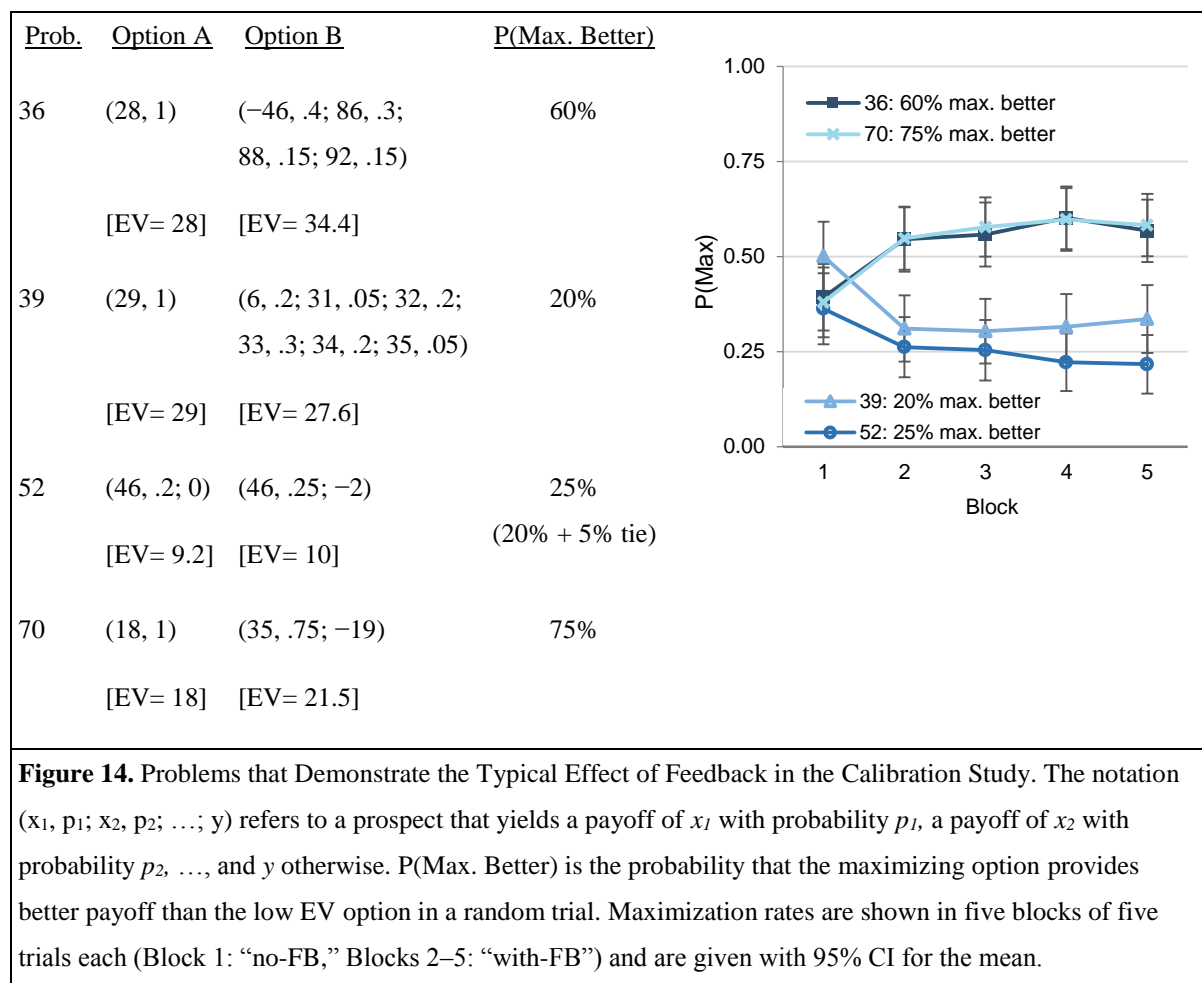 Prob. Option A Option B P(Max. Better)
36 (28, 1) (−46, .4; 86, .3; 60%
88, .15; 92, .15)
[EV= 28] [EV= 34.4]
39 (29, 1) (6, .2; 31, .05; 32, .2; 20%
33, .3; 34, .2; 35, .05)
[EV= 29] [EV= 27.6]
52 (46, .2; 0) (46, .25; −2) 25%
(20% + 5% tie)
[EV= 9.2] [EV= 10]
70 (18, 1) (35, .75; −19) 75%
[EV= 18] [EV= 21.5]
1.00
36: 60% max. better
70: 75% max. better
0.75
P(Max)
0.50
0.25
39: 20% max. better
52: 25% max. better
0.00
1 2 3 4 5
Block
Figure 14. Problems that Demonstrate the Typical Effect of Feedback in the Calibration Study. The notation
(x₁, p₁; x₂, p₂; …; y) refers to a prospect that yields a payoff of x₁ with probability p₁, a payoff of x₂ with
probability p₂, …, and y otherwise. P(Max. Better) is the probability that the maximizing option provides
better payoff than the low EV option in a random trial. Maximization rates are shown in five blocks of five
trials each (Block 1: “no-FB,” Blocks 2–5: “with-FB”) and are given with 95% CI for the mean.